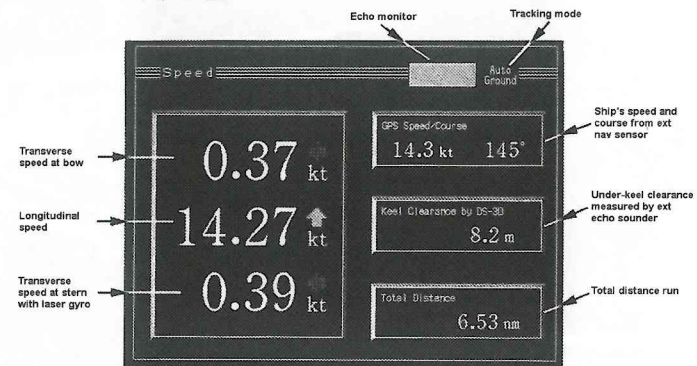 Echo monitor
Tracking mode
Speed
Auto
Ground
Transverse
speed at bow
0.37 kt
Longitudinal
speed
14.27 kt
Transverse
speed at stern
with laser gyro
0.39 kt
GPS Speed/Course
14.3 kt 145°
Ship's speed and
course from ext
nav sensor
Keel Clearance by DS-30
8.2 m
Under-keel clearance
measured by ext
echo sounder
Total Distance
6.53 nm
Total distance run